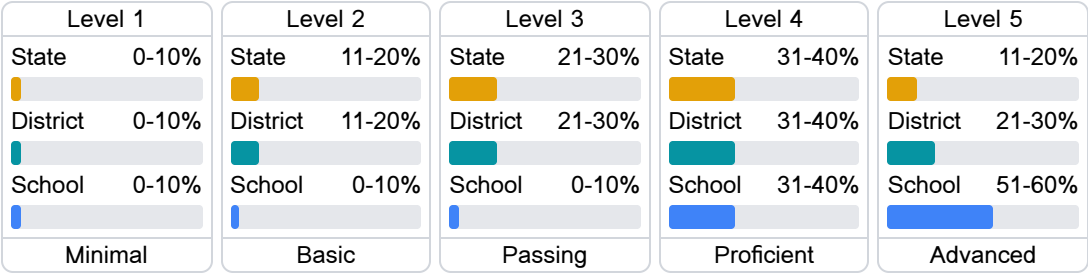 Level 1
State 0-10%
District 0-10%
School 0-10%
Minimal
Level 2
State 11-20%
District 11-20%
School 0-10%
Basic
Level 3
State 21-30%
District 21-30%
School 0-10%
Passing
Level 4
State 31-40%
District 31-40%
School 31-40%
Proficient
Level 5
State 11-20%
District 21-30%
School 51-60%
Advanced